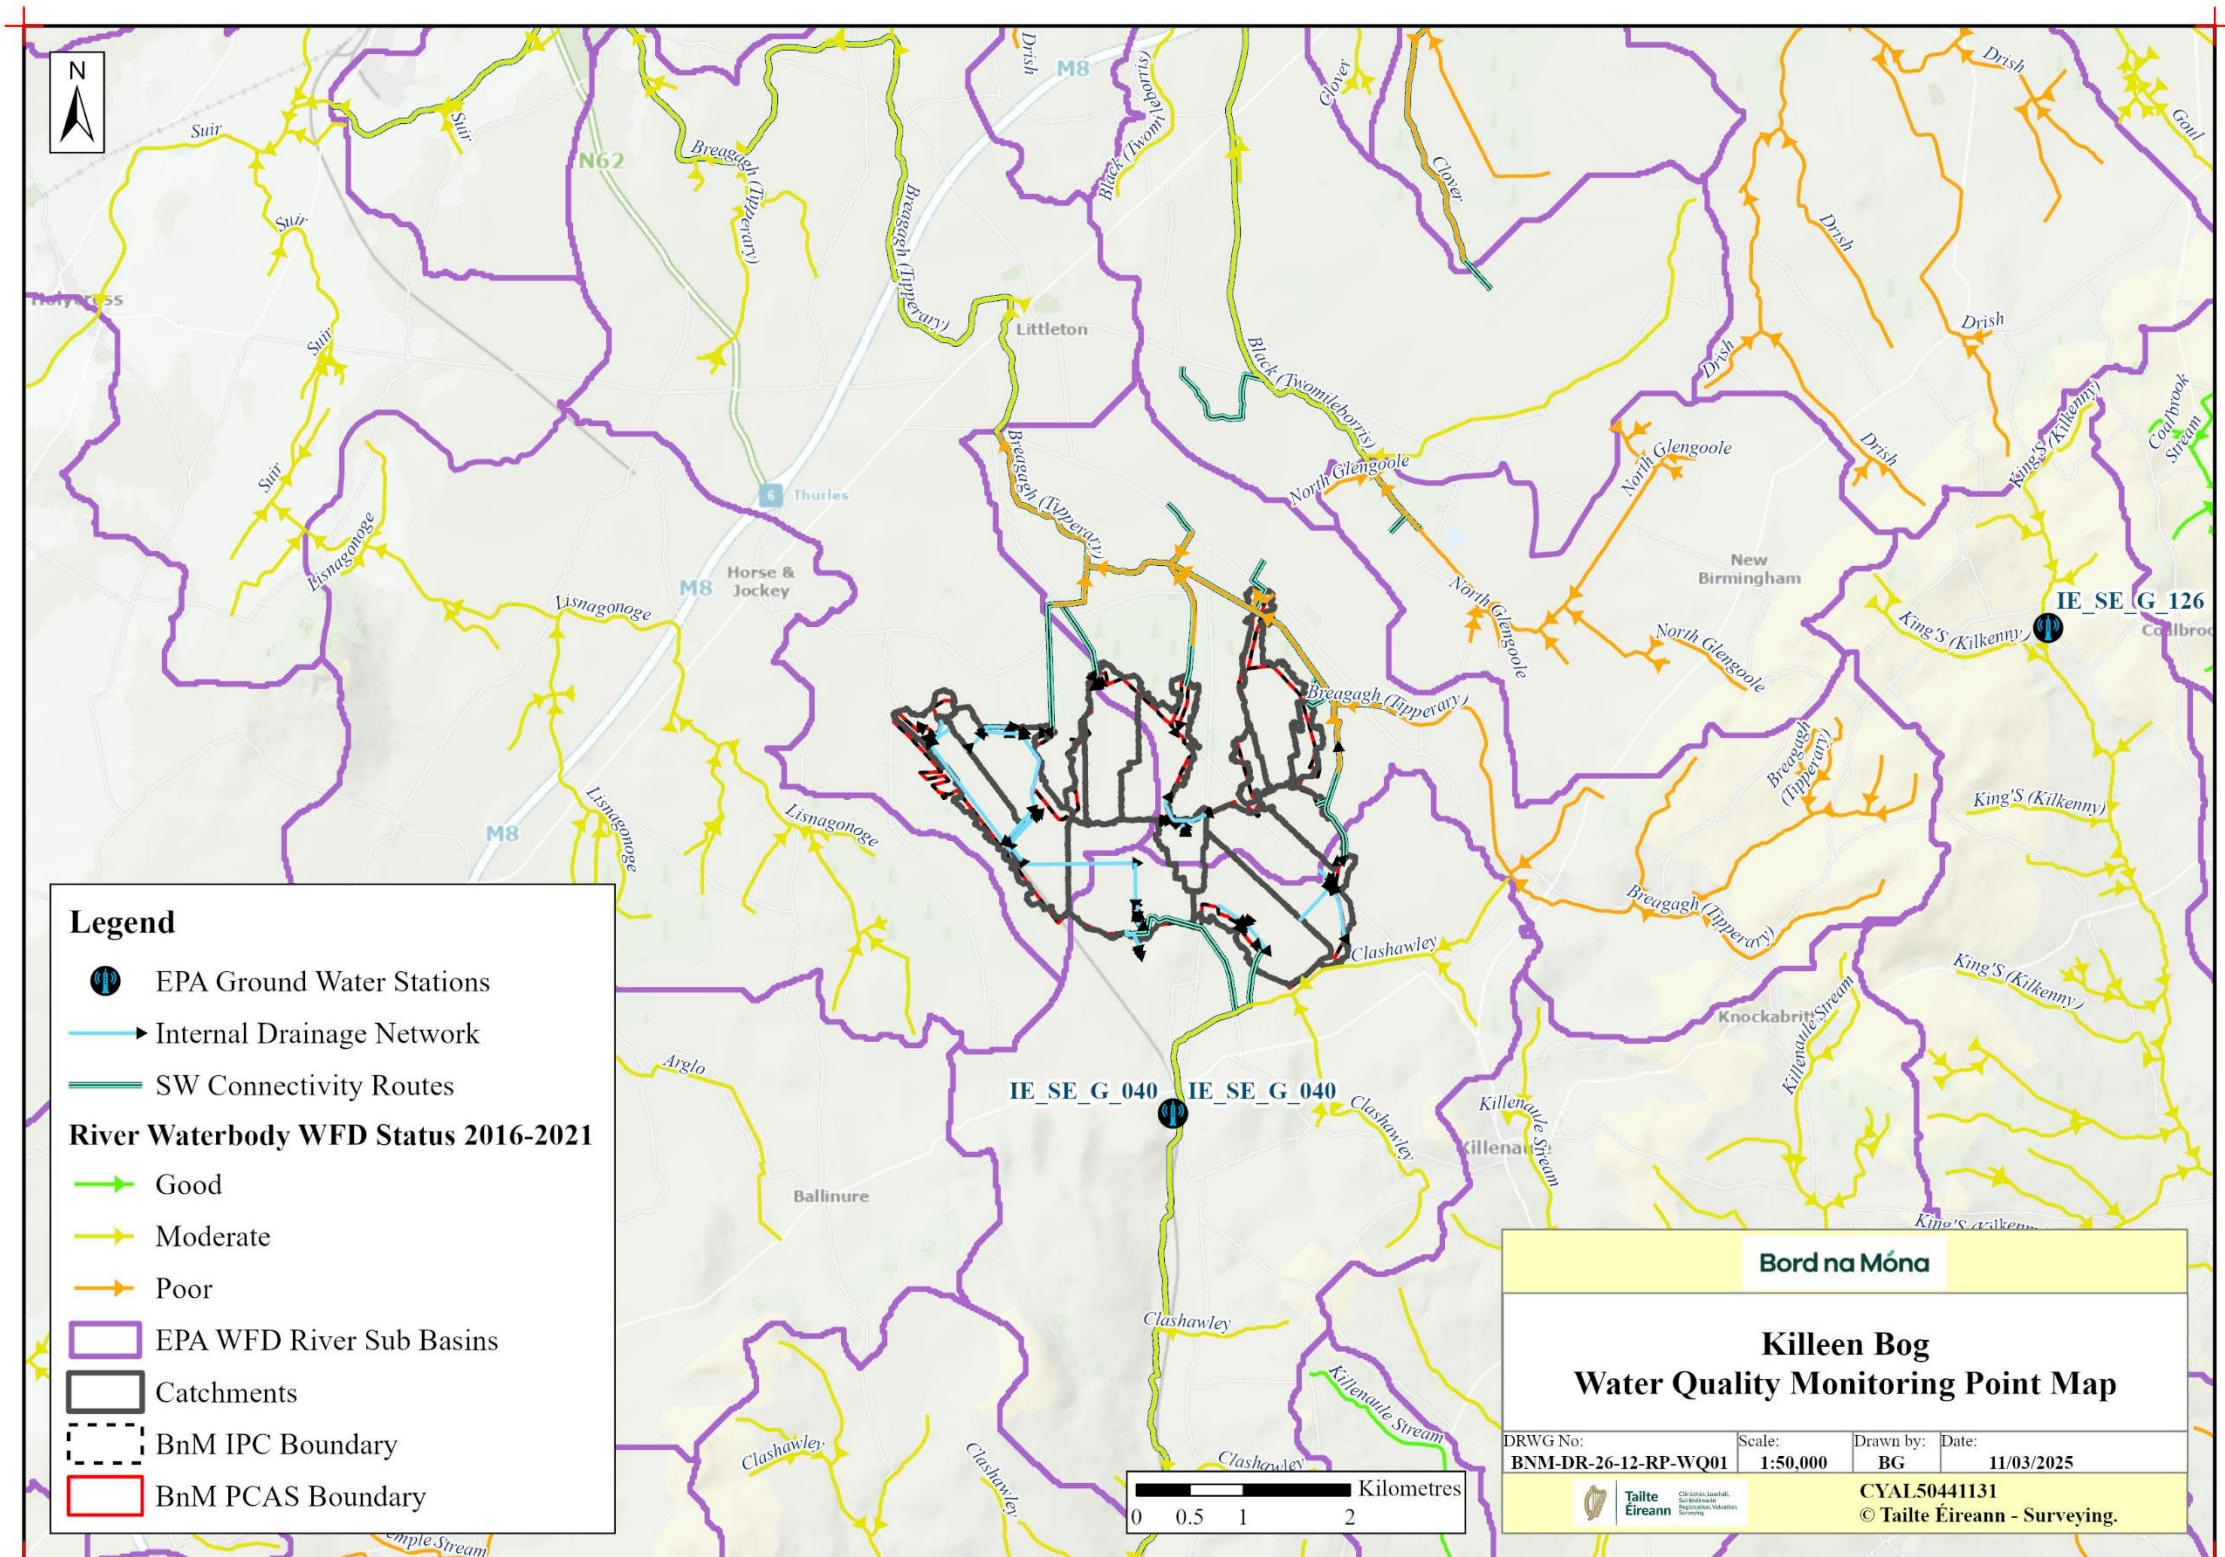 N
Drish
M8
Black (Twomileborris)
Clover
Drish
Goul
Suir
Suir
N62
Breagagh (Tipperary)
Breagagh (Tipperary)
Clover
Suir
Drish
Holycross
Littleton
Suir
Drish
Drish
Black (Twomileborris)
King'S (Kilkenny)
Coalbrook
Stream
Suir
Breagagh (Tipperary)
North Glengoole
North Glengoole
Drish
6 Thurles
Lisnagonoge
New
Birmingham
Horse &
Jockey
M8
Lisnagonoge
North Glengoole
North Glengoole
IE_SE_G_126
King'S (Kilkenny)
Breagagh (Tipperary)
Breagagh
(Tipperary)
Lisnagonoge
Lisnagonoge
King'S (Kilkenny)
M8
Breagagh (Tipperary)
Clashawley
King'S (Kilkenny)
Killenaule Stream
Arglo
IE_SE_G_040 IE_SE_G_040
Clashawley
Killenaule Stream
Ballinure
Clashawley
Killenaule Stream
Clashawley
Clashawley
Clashawley
Legend
EPA Ground Water Stations
Internal Drainage Network
SW Connectivity Routes
River Waterbody WFD Status 2016-2021
Good
Moderate
Poor
EPA WFD River Sub Basins
Catchments
BnM IPC Boundary
BnM PCAS Boundary
Kilometres
0 0.5 1 2
Bord na Móna
Killeen Bog
Water Quality Monitoring Point Map
DRWG No: Scale: Drawn by: Date:
BNM-DR-26-12-RP-WQ01 1:50,000 BG 11/03/2025
Tailte
Éireann
CYAL50441131
© Tailte Éireann - Surveying.